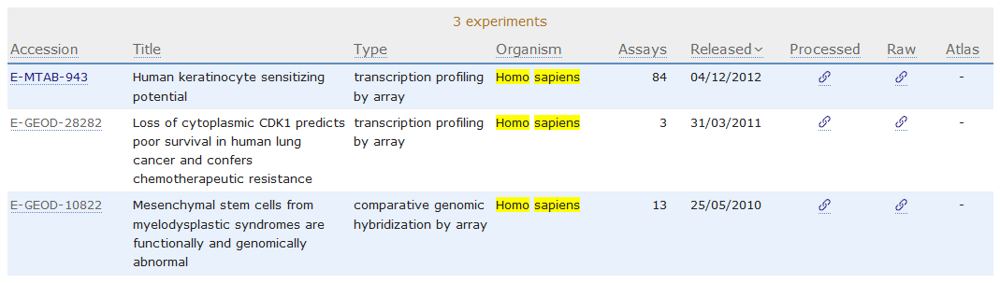 3 experiments
Accession Title Type Organism Assays Released Processed Raw Atlas
E-MTAB-943 Human keratinocyte sensitizing transcription profiling Homo sapiens 84 04/12/2012 -
potential by array
E-GEOD-28282 Loss of cytoplasmic CDK1 predicts transcription profiling Homo sapiens 3 31/03/2011 -
poor survival in human lung by array
cancer and confers
chemotherapeutic resistance
E-GEOD-10822 Mesenchymal stem cells from comparative genomic Homo sapiens 13 25/05/2010 -
myelodysplastic syndromes are hybridization by array
functionally and genomically
abnormal